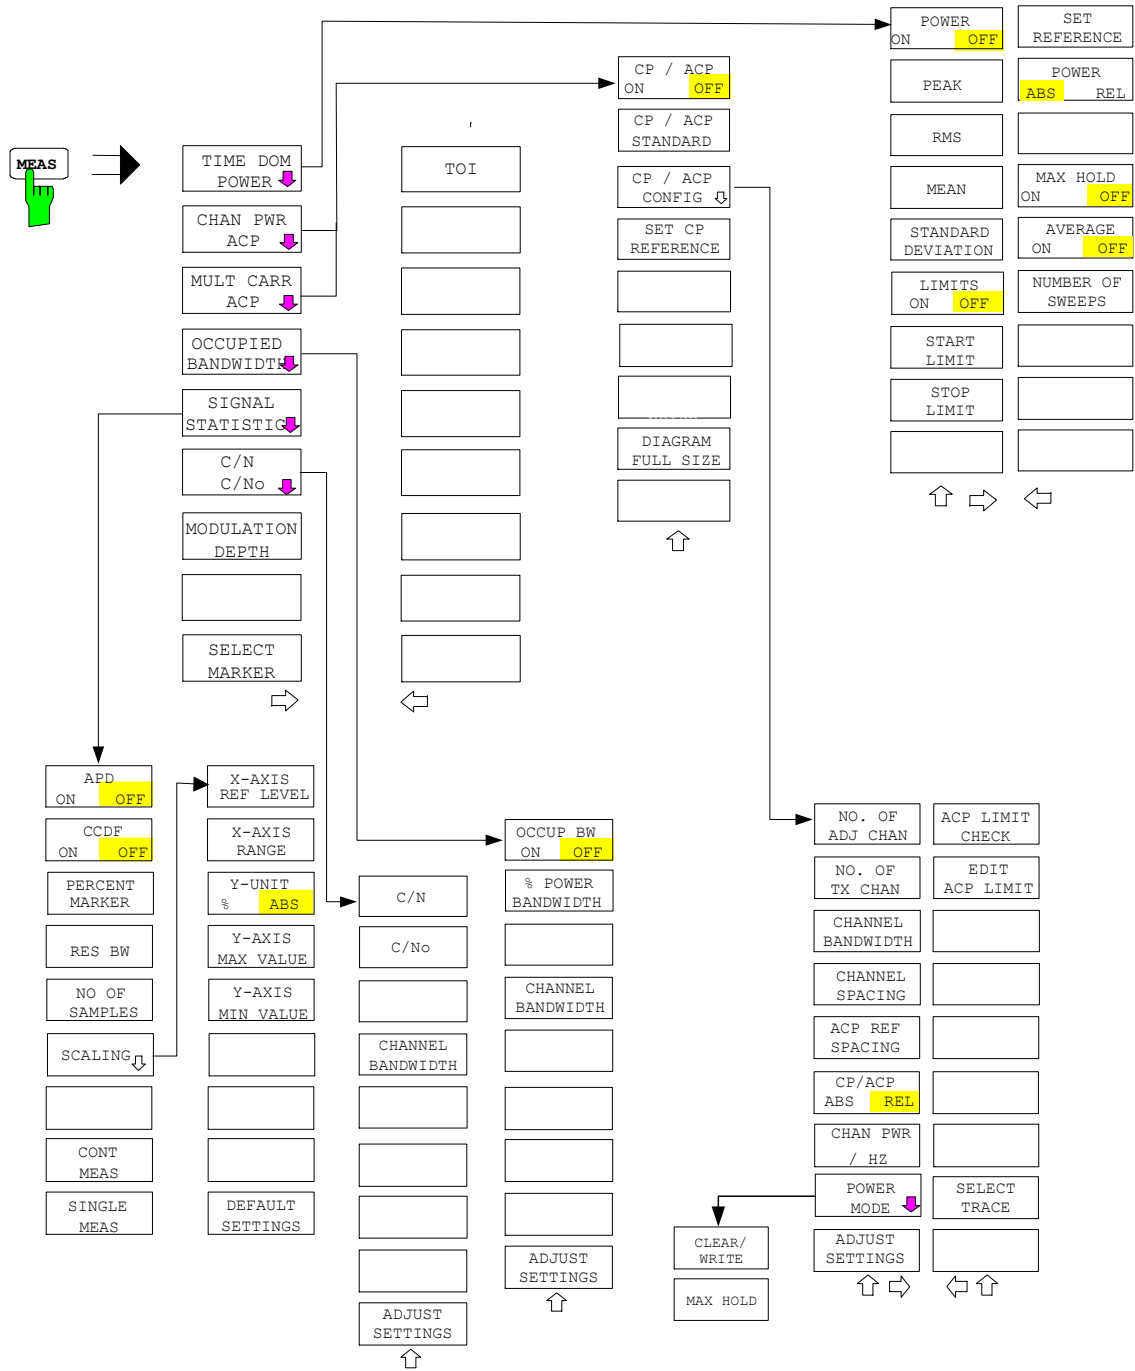 MEAS
TIME DOM
POWER
CHAN PWR
ACP
MULT CARR
ACP
OCCUPIED
BANDWIDTH
SIGNAL
STATISTIC
C/N
C/No
MODULATION
DEPTH
SELECT
MARKER
TOI
CP / ACP
ON OFF
CP / ACP
STANDARD
CP / ACP
CONFIG
SET CP
REFERENCE
DIAGRAM
FULL SIZE
POWER
ON OFF
PEAK
RMS
MEAN
STANDARD
DEVIATION
LIMITS
ON OFF
START
LIMIT
STOP
LIMIT
SET
REFERENCE
POWER
ABS REL
MAX HOLD
ON OFF
AVERAGE
ON OFF
NUMBER OF
SWEEPS
APD
ON OFF
CCDF
ON OFF
PERCENT
MARKER
RES BW
NO OF
SAMPLES
SCALING
CONT
MEAS
SINGLE
MEAS
X-AXIS
REF LEVEL
X-AXIS
RANGE
Y-UNIT
% ABS
Y-AXIS
MAX VALUE
Y-AXIS
MIN VALUE
DEFAULT
SETTINGS
C/N
C/No
CHANNEL
BANDWIDTH
ADJUST
SETTINGS
OCCUP BW
ON OFF
% POWER
BANDWIDTH
CHANNEL
BANDWIDTH
ADJUST
SETTINGS
CLEAR/
WRITE
MAX HOLD
NO. OF
ADJ CHAN
NO. OF
TX CHAN
CHANNEL
BANDWIDTH
CHANNEL
SPACING
ACP REF
SPACING
CP/ACP
ABS REL
CHAN PWR
/ HZ
POWER
MODE
ADJUST
SETTINGS
ACP LIMIT
CHECK
EDIT
ACP LIMIT
SELECT
TRACE